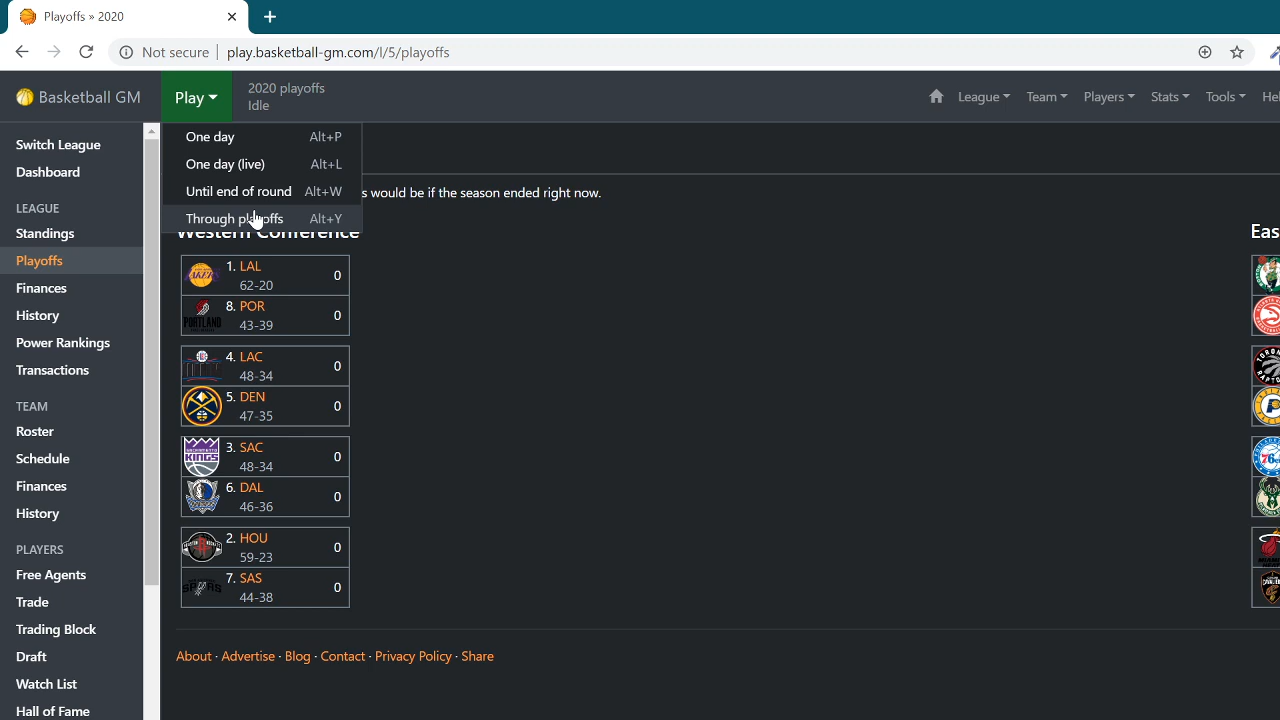 Playoffs » 2020
Not secure play.basketball-gm.com/l/5/playoffs
Basketball GM
Play
2020 playoffs
Idle
League Team Players Stats Tools
Switch League
Dashboard
LEAGUE
Standings
Playoffs
Finances
History
Power Rankings
Transactions
TEAM
Roster
Schedule
Finances
History
PLAYERS
Free Agents
Trade
Trading Block
Draft
Watch List
Hall of Fame
One day Alt+P
One day (live) Alt+L
Until end of round Alt+W
Through playoffs Alt+Y
would be if the season ended right now.
Western Conference
1. LAL 0
62-20
8. POR 0
43-39
4. LAC 0
48-34
5. DEN 0
47-35
3. SAC 0
48-34
6. DAL 0
46-36
2. HOU 0
59-23
7. SAS 0
44-38
About · Advertise · Blog · Contact · Privacy Policy · Share